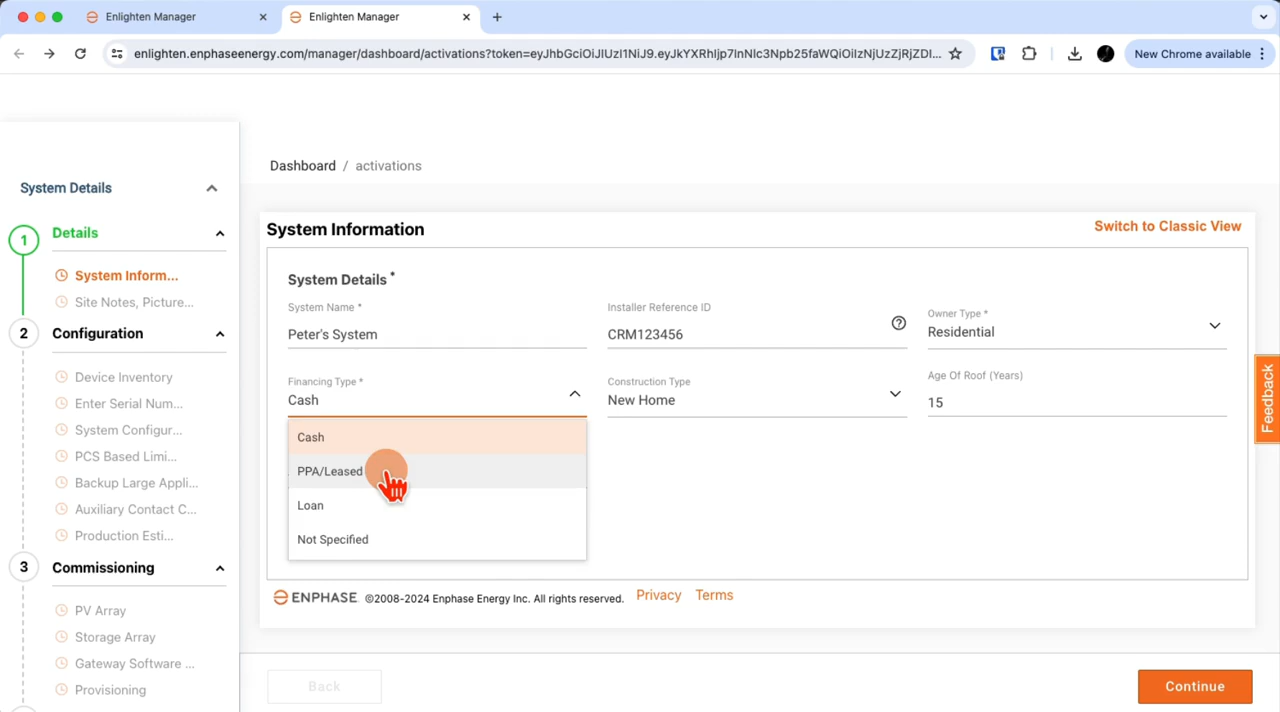 Enlighten Manager
Enlighten Manager
enlighten.enphaseenergy.com/manager/dashboard/activations?token=eyJhbGciOiJIUzI1NiJ9.eyJkYXRhIjp7InNlc3Npb25faWQiOiIzNjUzZjRjZDI...
New Chrome available
Dashboard / activations
System Details
1 Details
System Inform...
Site Notes, Picture...
2 Configuration
Device Inventory
Enter Serial Num...
System Configur...
PCS Based Limi...
Backup Large Appli...
Auxiliary Contact C...
Production Esti...
3 Commissioning
PV Array
Storage Array
Gateway Software ...
Provisioning
System Information
Switch to Classic View
System Details *
System Name *
Peter's System
Installer Reference ID
CRM123456
Owner Type *
Residential
Financing Type *
Cash
Construction Type
New Home
Age Of Roof (Years)
15
Cash
PPA/Leased
Loan
Not Specified
ENPHASE ©2008-2024 Enphase Energy Inc. All rights reserved. Privacy Terms
Back
Continue
Feedback